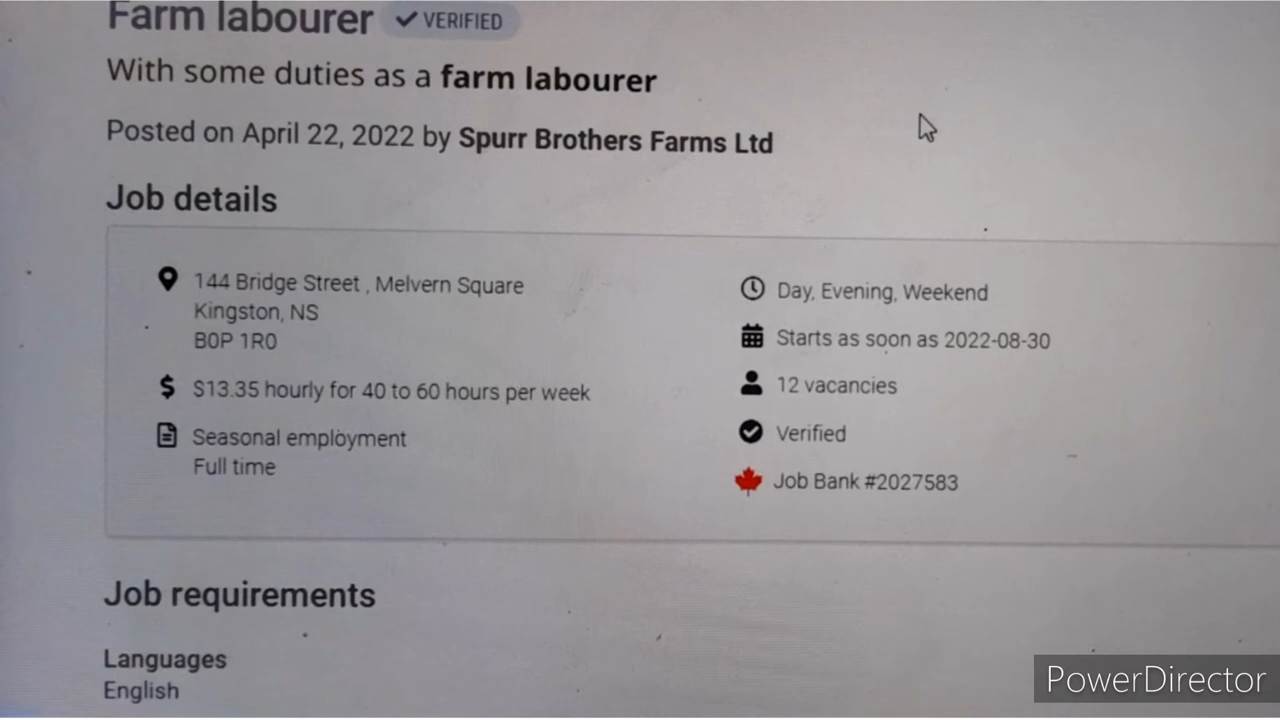 Farm labourer VERIFIED
With some duties as a farm labourer
Posted on April 22, 2022 by Spurr Brothers Farms Ltd
Job details
144 Bridge Street , Melvern Square
Kingston, NS
B0P 1R0
$13.35 hourly for 40 to 60 hours per week
Seasonal employment
Full time
Day, Evening, Weekend
Starts as soon as 2022-08-30
12 vacancies
Verified
Job Bank #2027583
Job requirements
Languages
English
PowerDirector